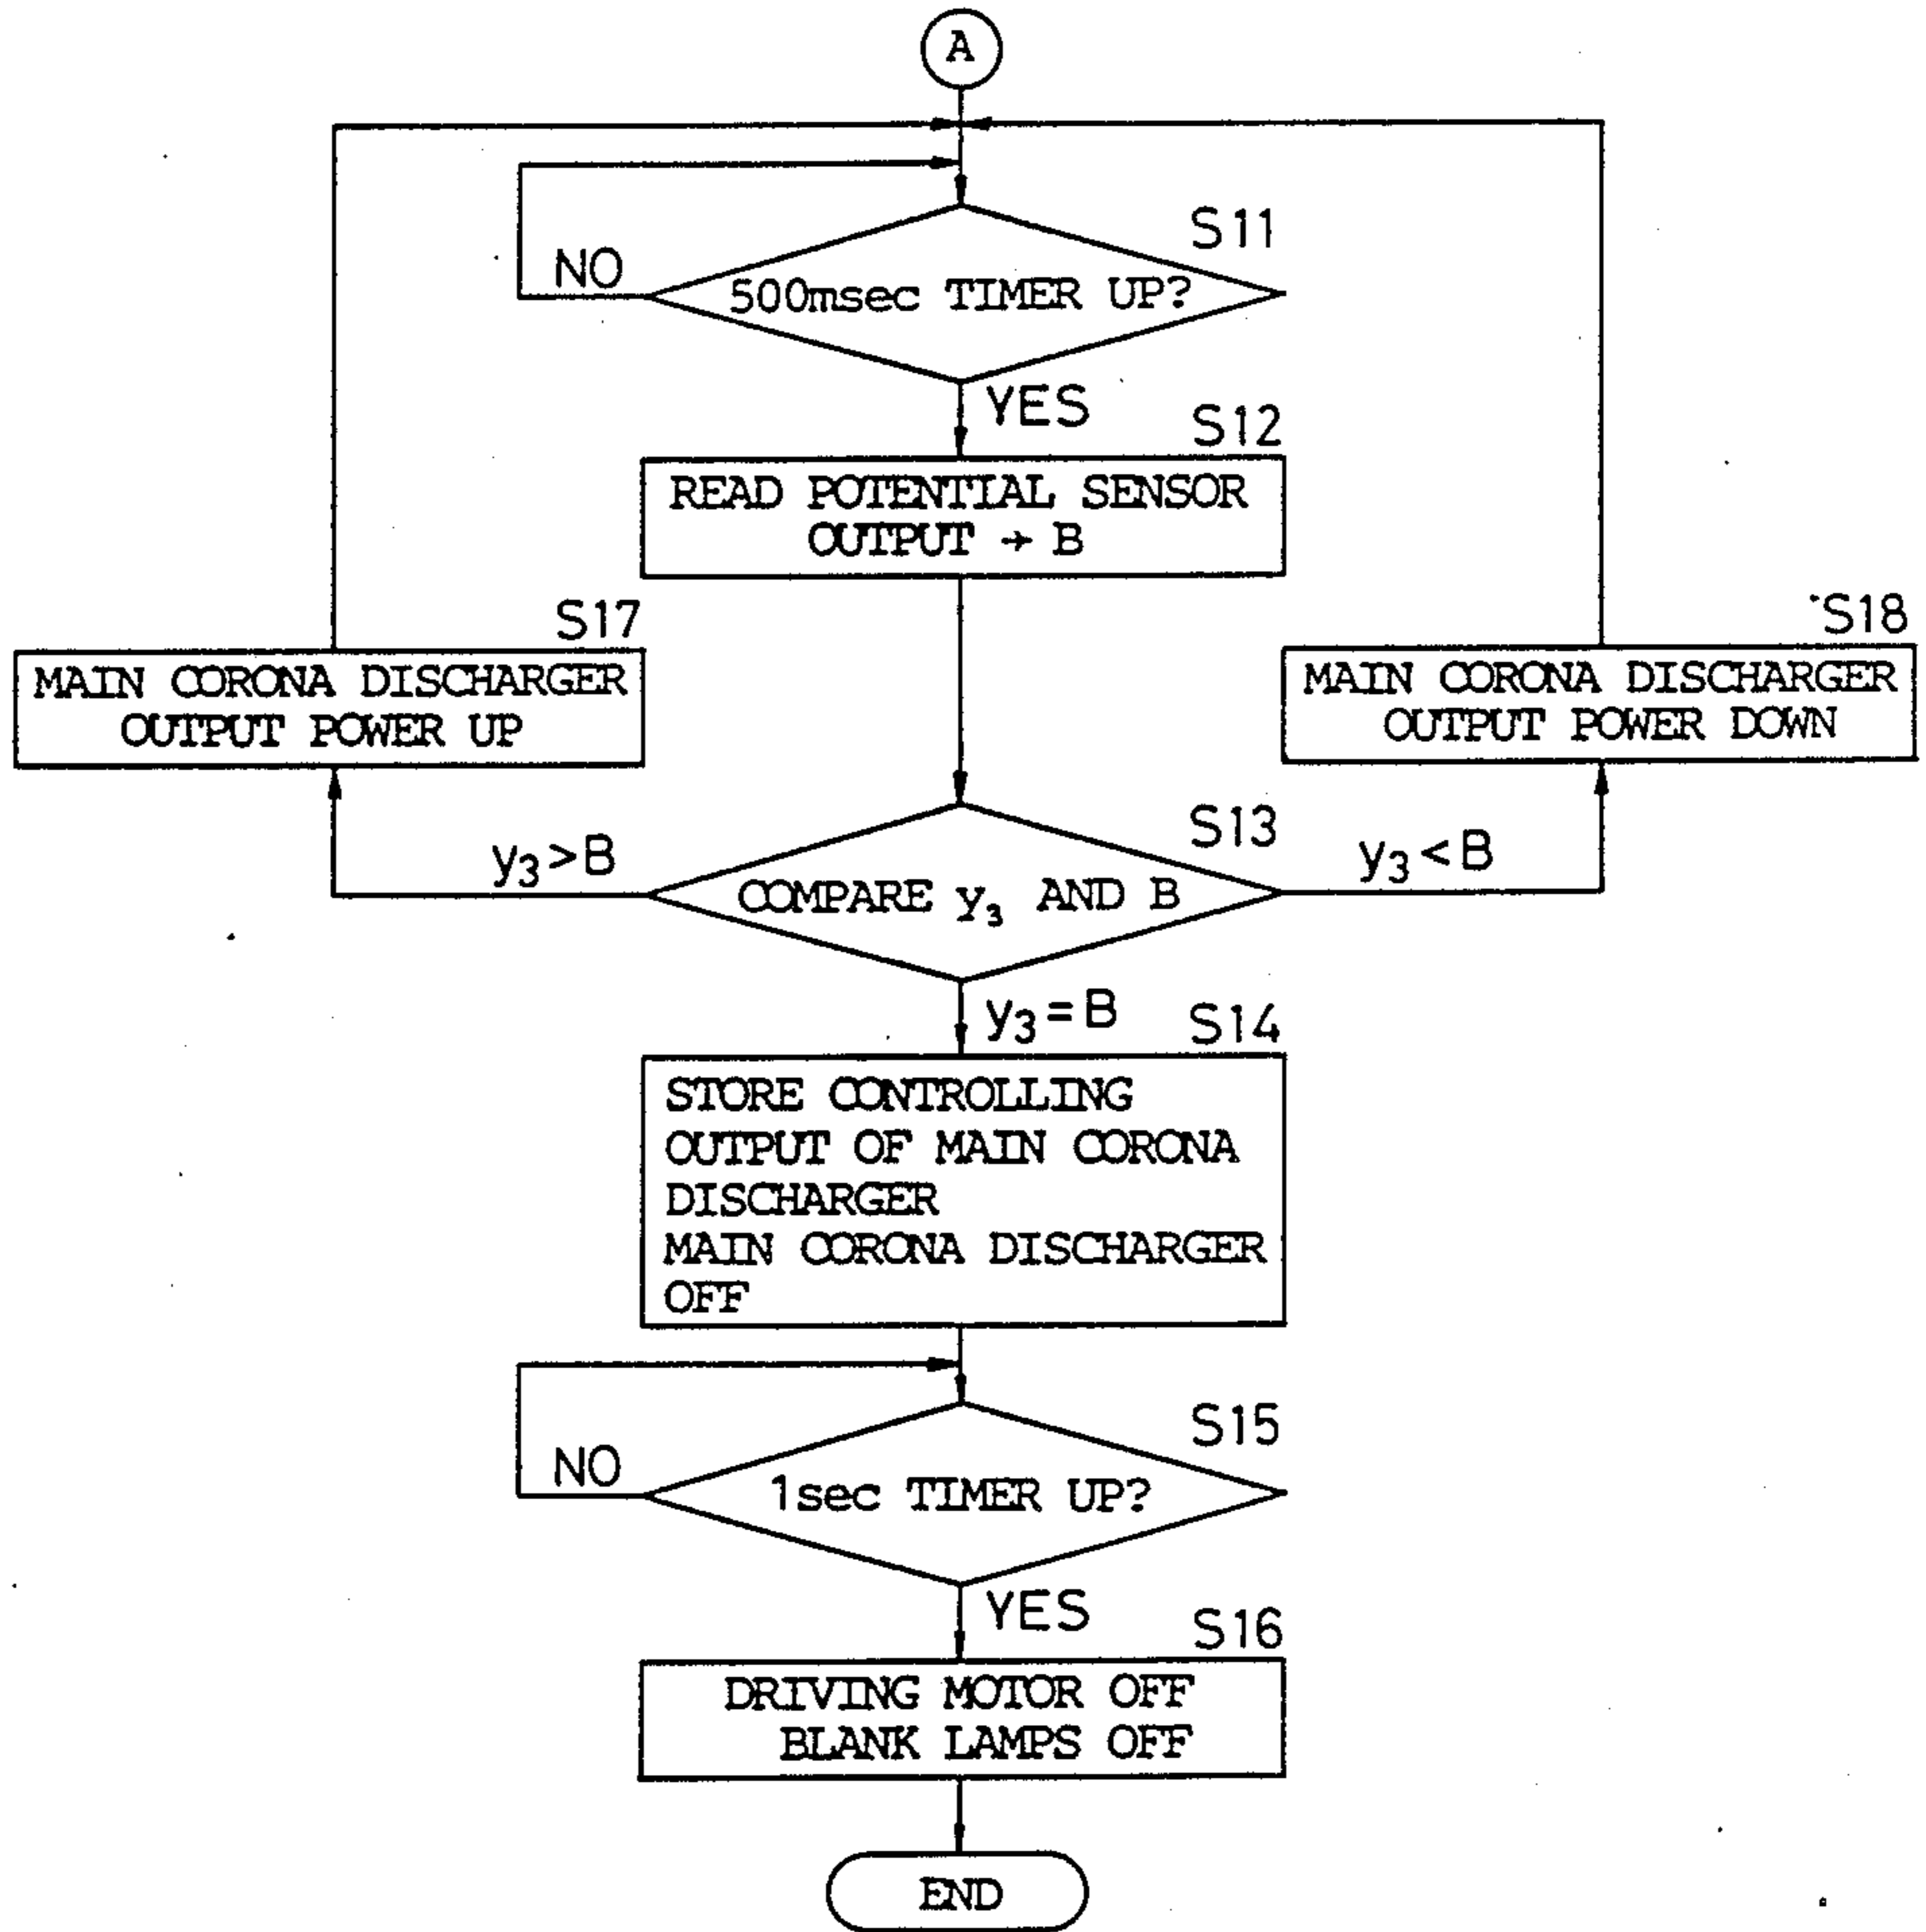 A
S11
NO
500msec TIMER UP?
YES
S12
READ POTENTIAL SENSOR
OUTPUT → B
S17
MAIN CORONA DISCHARGER
OUTPUT POWER UP
S18
MAIN CORONA DISCHARGER
OUTPUT POWER DOWN
S13
y₃>B
COMPARE y₃ AND B
y₃<B
y₃=B
S14
STORE CONTROLLING
OUTPUT OF MAIN CORONA
DISCHARGER
MAIN CORONA DISCHARGER
OFF
S15
NO
1sec TIMER UP?
YES
S16
DRIVING MOTOR OFF
BLANK LAMPS OFF
END